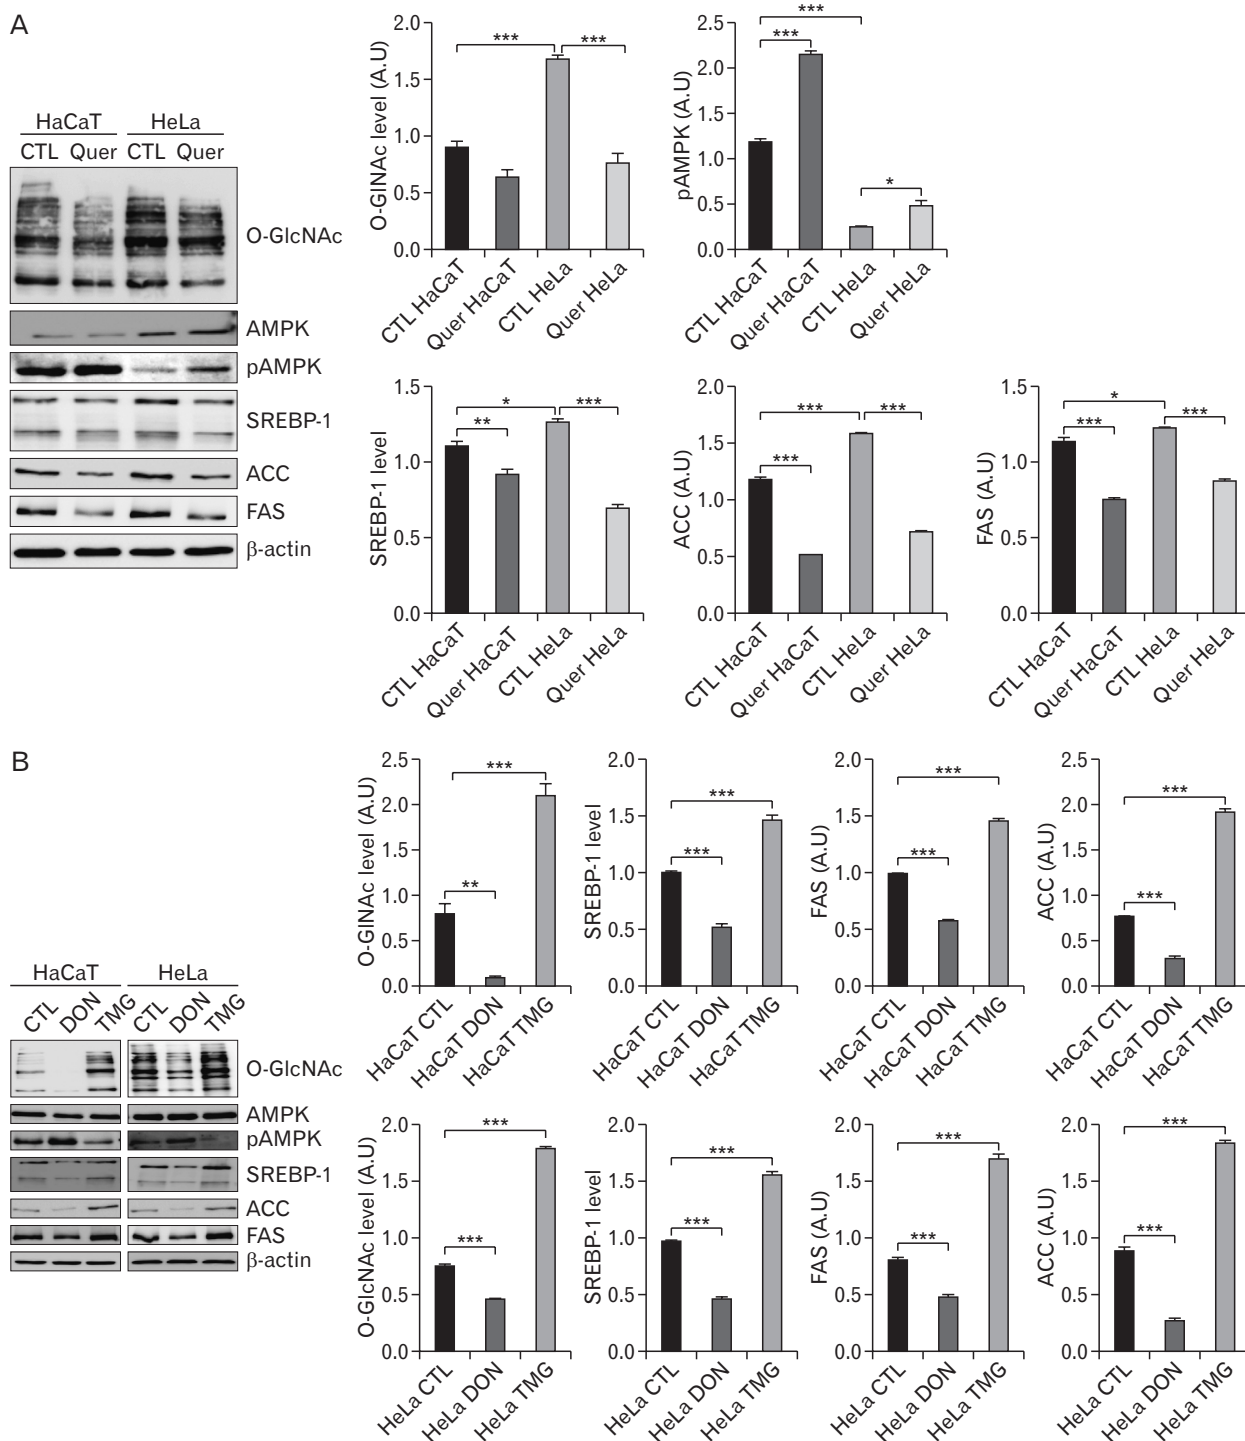 A
HaCaT HeLa
CTL Quer CTL Quer
O-GlcNAc
AMPK
pAMPK
SREBP-1
ACC
FAS
β-actin
O-GlNAc level (A.U)
2.0
1.5
1.0
0.5
0.0
*** ***
CTL HaCaT
Quer HaCaT
CTL HeLa
Quer HeLa
pAMPK (A.U)
2.5
2.0
1.5
1.0
0.5
0.0
***
***
*
CTL HaCaT
Quer HaCaT
CTL HeLa
Quer HeLa
SREBP-1 level
1.5
1.0
0.5
0.0
* ***
**
CTL HaCaT
Quer HaCaT
CTL HeLa
Quer HeLa
ACC (A.U)
2.0
1.5
1.0
0.5
0.0
*** ***
***
CTL HaCaT
Quer HaCaT
CTL HeLa
Quer HeLa
FAS (A.U)
1.5
1.0
0.5
0.0
*
*** ***
CTL HaCaT
Quer HaCaT
CTL HeLa
Quer HeLa
B
HaCaT HeLa
CTL DON TMG CTL DON TMG
O-GlcNAc
AMPK
pAMPK
SREBP-1
ACC
FAS
β-actin
O-GlNAc level (A.U)
2.5
2.0
1.5
1.0
0.5
0.0
***
**
HaCaT CTL
HaCaT DON
HaCaT TMG
SREBP-1 level
2.0
1.5
1.0
0.5
0.0
***
***
HaCaT CTL
HaCaT DON
HaCaT TMG
FAS (A.U)
2.0
1.5
1.0
0.5
0.0
***
***
HaCaT CTL
HaCaT DON
HaCaT TMG
ACC (A.U)
2.5
2.0
1.5
1.0
0.5
0.0
***
***
HaCaT CTL
HaCaT DON
HaCaT TMG
O-GlcNAc level (A.U)
2.0
1.5
1.0
0.5
0.0
***
***
HeLa CTL
HeLa DON
HeLa TMG
SREBP-1 level
2.0
1.5
1.0
0.5
0.0
***
***
HeLa CTL
HeLa DON
HeLa TMG
FAS (A.U)
2.0
1.5
1.0
0.5
0.0
***
***
HeLa CTL
HeLa DON
HeLa TMG
ACC (A.U)
2.0
1.5
1.0
0.5
0.0
***
***
HeLa CTL
HeLa DON
HeLa TMG